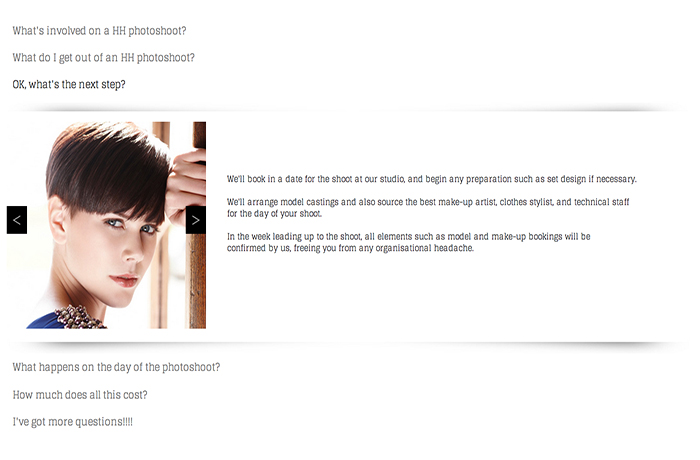 What's involved on a HH photoshoot?
What do I get out of an HH photoshoot?
OK, what's the next step?
<
>
We'll book in a date for the shoot at our studio, and begin any preparation such as set design if necessary.
We'll arrange model castings and also source the best make-up artist, clothes stylist, and technical staff
for the day of your shoot.
In the week leading up to the shoot, all elements such as model and make-up bookings will be
confirmed by us, freeing you from any organisational headache.
What happens on the day of the photoshoot?
How much does all this cost?
I've got more questions!!!!